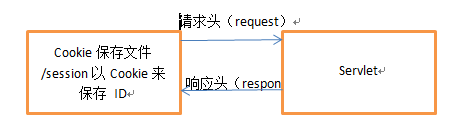 请求头（request）
Cookie 保存文件
/session 以 Cookie 来
保存 ID
Servlet
响应头（respon